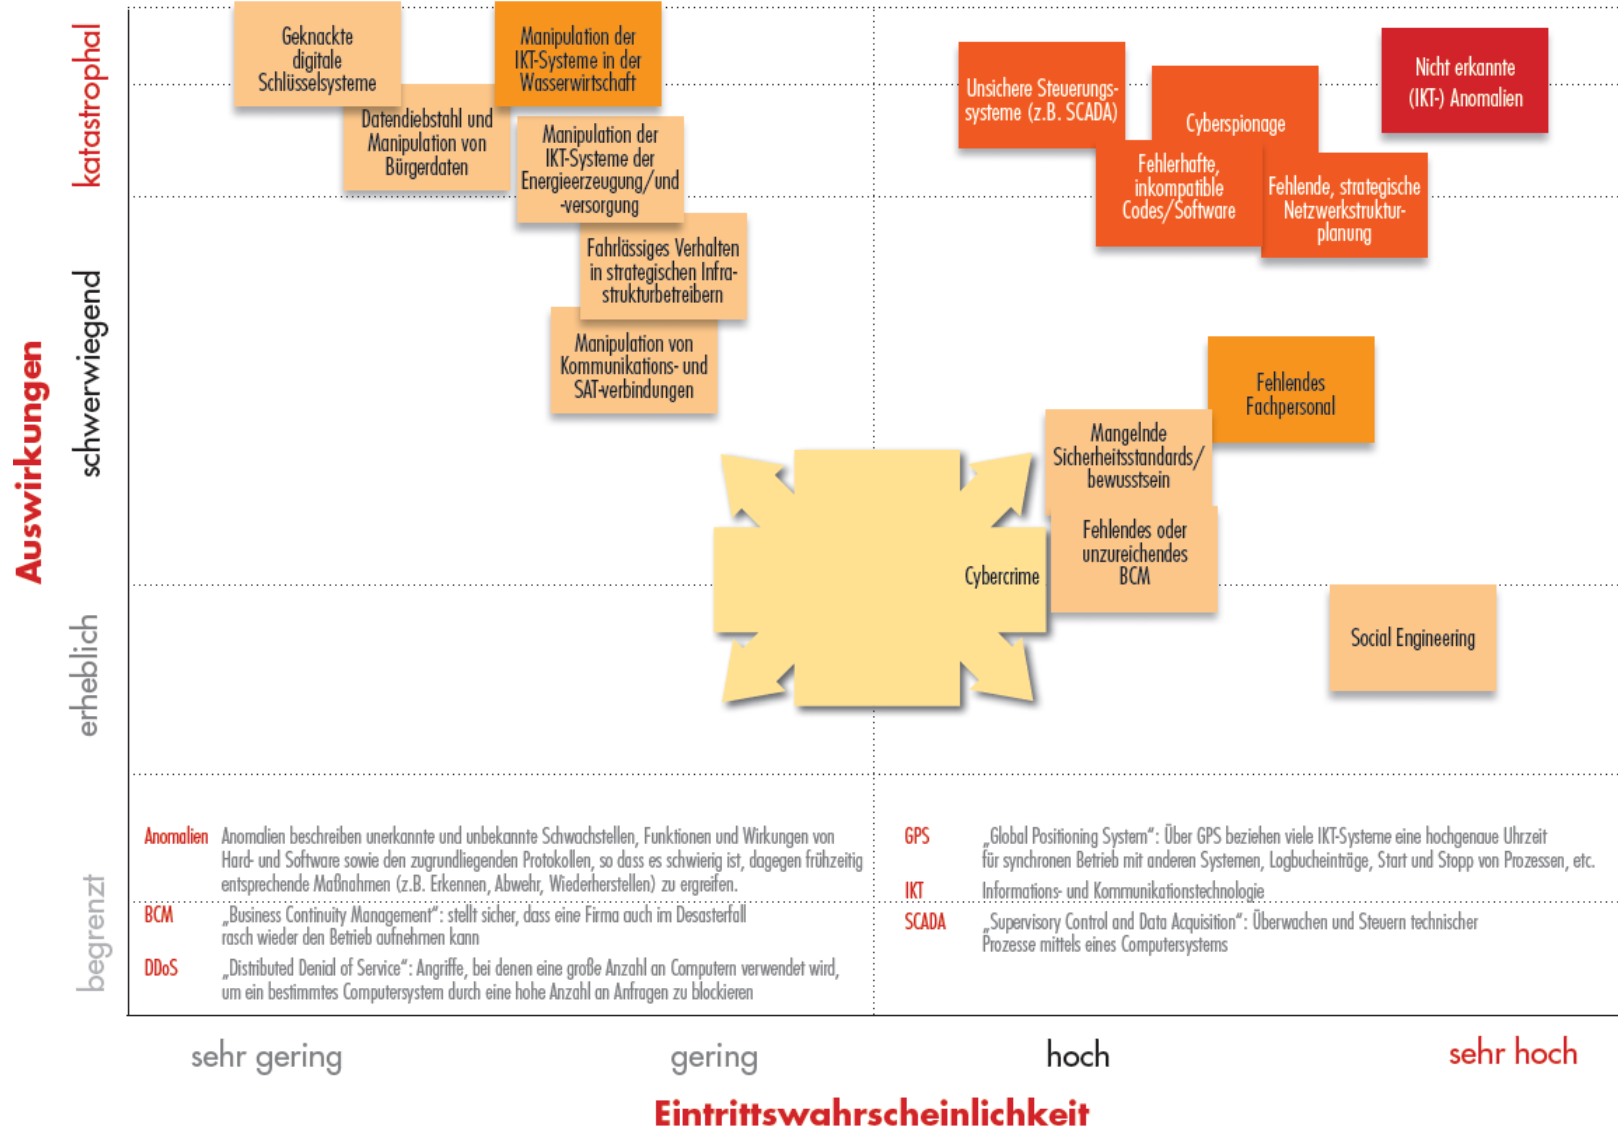 Auswirkungen
katastrophal
schwerwiegend
erheblich
begrenzt
Geknackte
digitale
Schlüsselsysteme
Manipulation der
IKT-Systeme in der
Wasserwirtschaft
Datendiebstahl und
Manipulation von
Bürgerdaten
Manipulation der
IKT-Systeme der
Energieerzeugung/und
-versorgung
Fahrlässiges Verhalten
in strategischen Infra-
strukturbetreibern
Manipulation von
Kommunikations- und
SAT-verbindungen
Unsichere Steuerungs-
systeme (z.B. SCADA)
Cyberspionage
Nicht erkannte
(IKT-) Anomalien
Fehlerhafte,
inkompatible
Codes/Software
Fehlende, strategische
Netzwerkstruktur-
planung
Fehlendes
Fachpersonal
Mangelnde
Sicherheitsstandards/
bewusstsein
Fehlendes oder
unzureichendes
BCM
Cybercrime
Social Engineering
Anomalien Anomalien beschreiben unerkannte und unbekannte Schwachstellen, Funktionen und Wirkungen von
Hard- und Software sowie den zugrundliegenden Protokollen, so dass es schwierig ist, dagegen frühzeitig
entsprechende Maßnahmen (z.B. Erkennen, Abwehr, Wiederherstellen) zu ergreifen.
BCM „Business Continuity Management“: stellt sicher, dass eine Firma auch im Desasterfall
rasch wieder den Betrieb aufnehmen kann
DDoS „Distributed Denial of Service“: Angriffe, bei denen eine große Anzahl an Computern verwendet wird,
um ein bestimmtes Computersystem durch eine hohe Anzahl an Anfragen zu blockieren
GPS „Global Positioning System“: Über GPS beziehen viele IKT-Systeme eine hochgenaue Uhrzeit
für synchronen Betrieb mit anderen Systemen, Logbucheinträge, Start und Stopp von Prozessen, etc.
IKT Informations- und Kommunikationstechnologie
SCADA „Supervisory Control and Data Acquisition“: Überwachen und Steuern technischer
Prozesse mittels eines Computersystems
sehr gering
gering
hoch
sehr hoch
Eintrittswahrscheinlichkeit